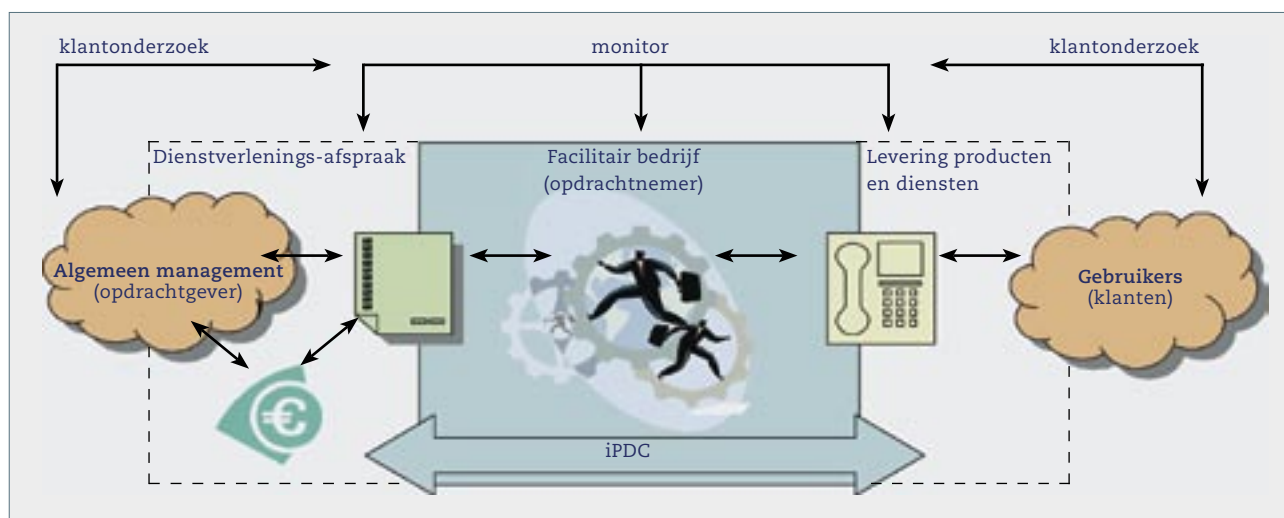 klantonderzoek
monitor
klantonderzoek
Dienstverlenings-afspraak
Facilitair bedrijf
(opdrachtnemer)
Levering producten
en diensten
Algemeen management
(opdrachtgever)
Gebruikers
(klanten)
€
iPDC